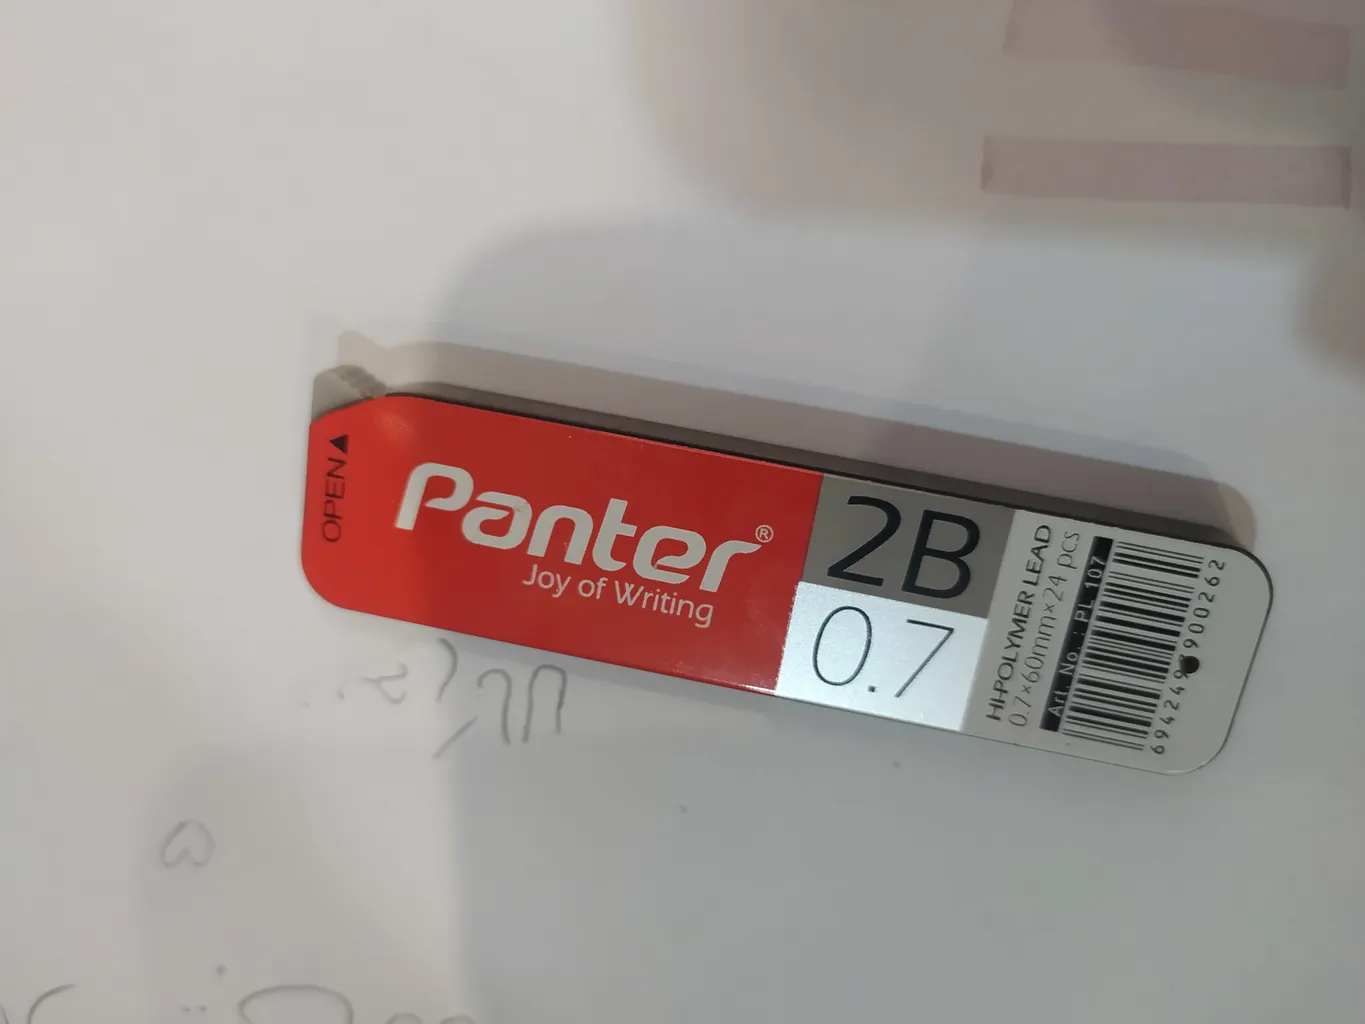 OPEN▲
Panter®
Joy of Writing
2B
0.7
HI-POLYMER LEAD
0.7×60mm×24 pcs
Art. No. : PL 107
6942499900262